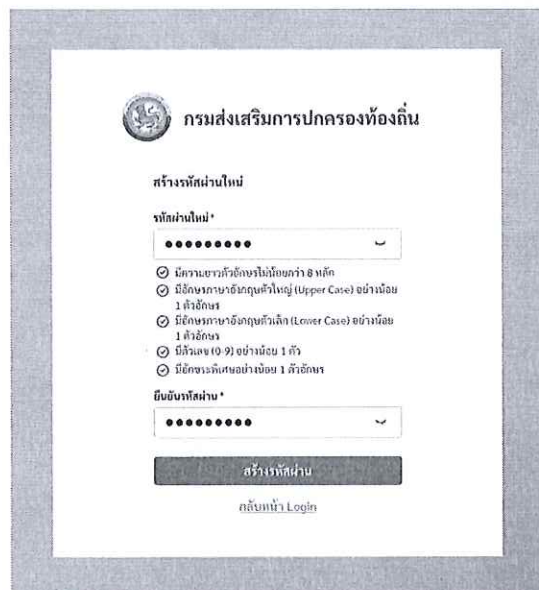 กรมส่งเสริมการปกครองท้องถิ่น
สร้างรหัสผ่านใหม่
รหัสผ่านใหม่ *
มีความยาวตัวอักษรไม่น้อยกว่า 8 หลัก
มีอักษรภาษาอังกฤษตัวใหญ่ (Upper Case) อย่างน้อย
1 ตัวอักษร
มีอักษรภาษาอังกฤษตัวเล็ก (Lower Case) อย่างน้อย
1 ตัวอักษร
มีตัวเลข (0-9) อย่างน้อย 1 ตัว
มีอักขระพิเศษอย่างน้อย 1 ตัวอักษร
ยืนยันรหัสผ่าน *
สร้างรหัสผ่าน
กลับหน้า Login